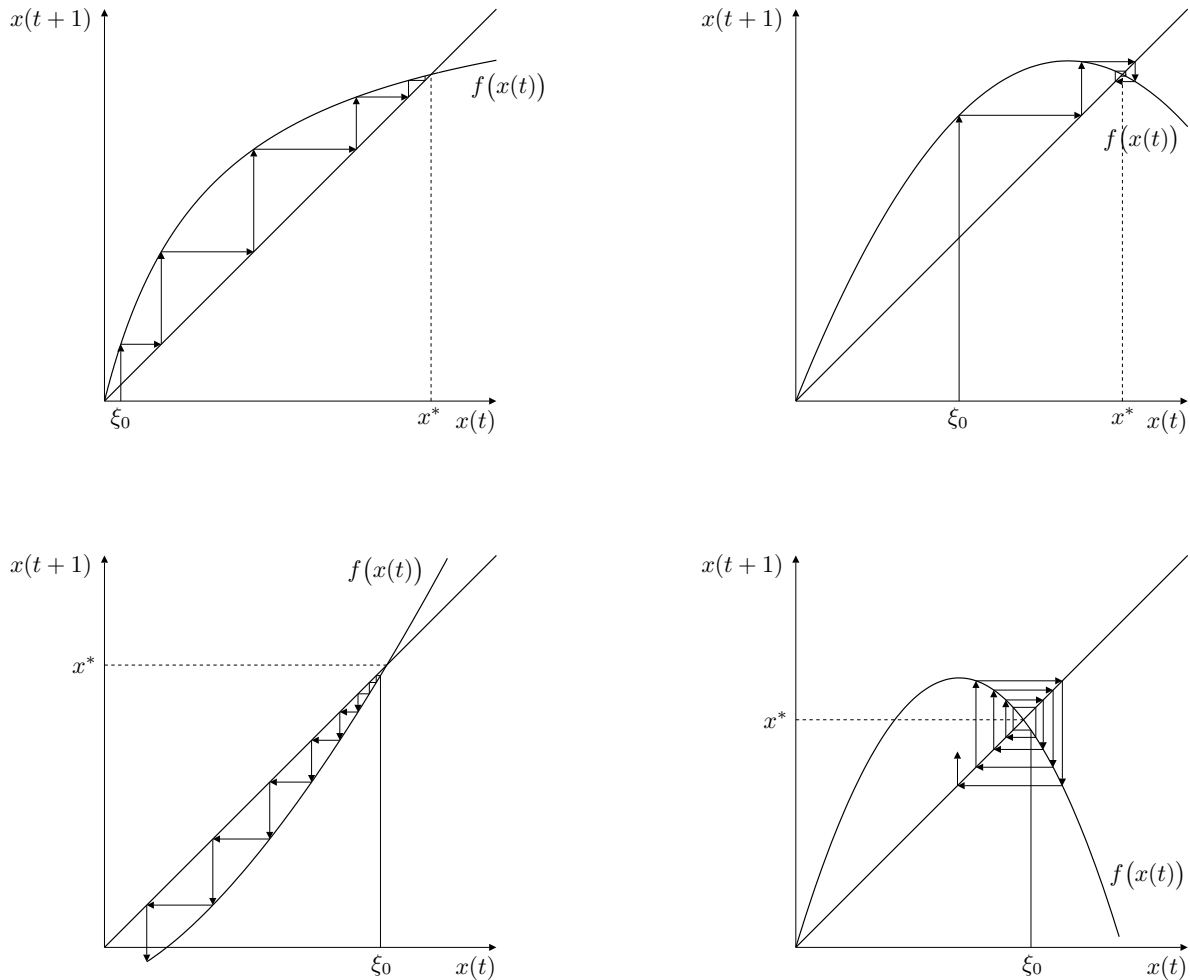 x(t + 1)
f(x(t))
ξ₀
x*
x(t)
x(t + 1)
f(x(t))
ξ₀
x*
x(t)
x(t + 1)
f(x(t))
x*
ξ₀
x(t)
x(t + 1)
x*
f(x(t))
ξ₀
x(t)